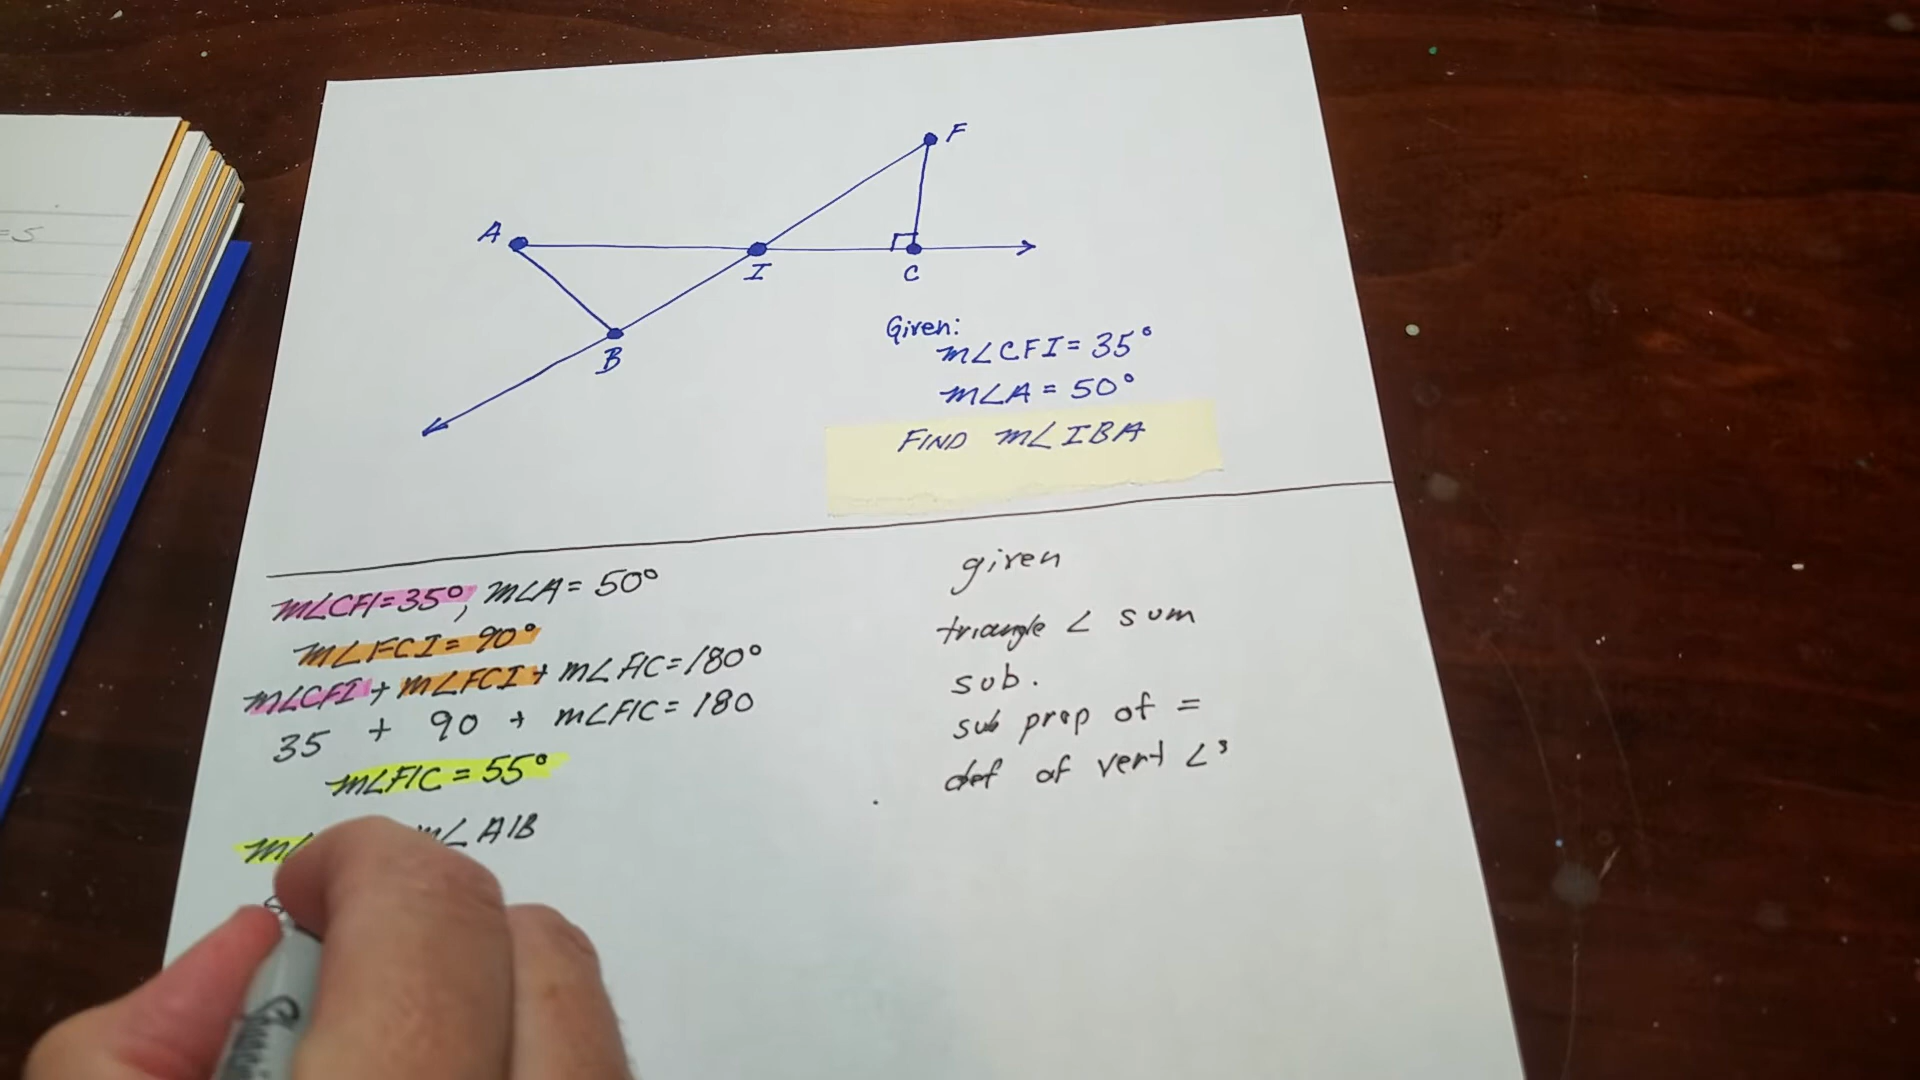 =5
F
A
I
C
B
Given:
m∠CFI = 35°
m∠A = 50°
FIND m∠IBA
m∠CFI = 35°, m∠A = 50°
given
m∠FCI = 90°
triangle ∠ sum
m∠CFI + m∠FCI + m∠FIC = 180°
sub.
35 + 90 + m∠FIC = 180
sub prop of =
m∠FIC = 55°
def of vert ∠s
m∠ m∠AIB